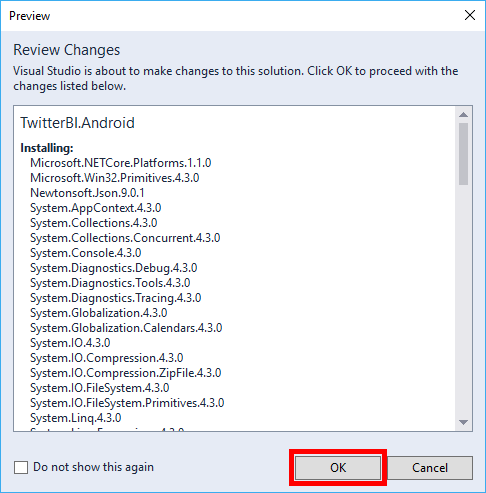 Preview
Review Changes
Visual Studio is about to make changes to this solution. Click OK to proceed with the
changes listed below.
TwitterBI.Android
Installing:
Microsoft.NETCore.Platforms.1.1.0
Microsoft.Win32.Primitives.4.3.0
Newtonsoft.Json.9.0.1
System.AppContext.4.3.0
System.Collections.4.3.0
System.Collections.Concurrent.4.3.0
System.Console.4.3.0
System.Diagnostics.Debug.4.3.0
System.Diagnostics.Tools.4.3.0
System.Diagnostics.Tracing.4.3.0
System.Globalization.4.3.0
System.Globalization.Calendars.4.3.0
System.IO.4.3.0
System.IO.Compression.4.3.0
System.IO.Compression.ZipFile.4.3.0
System.IO.FileSystem.4.3.0
System.IO.FileSystem.Primitives.4.3.0
System.Linq.4.3.0
Do not show this again
OK
Cancel